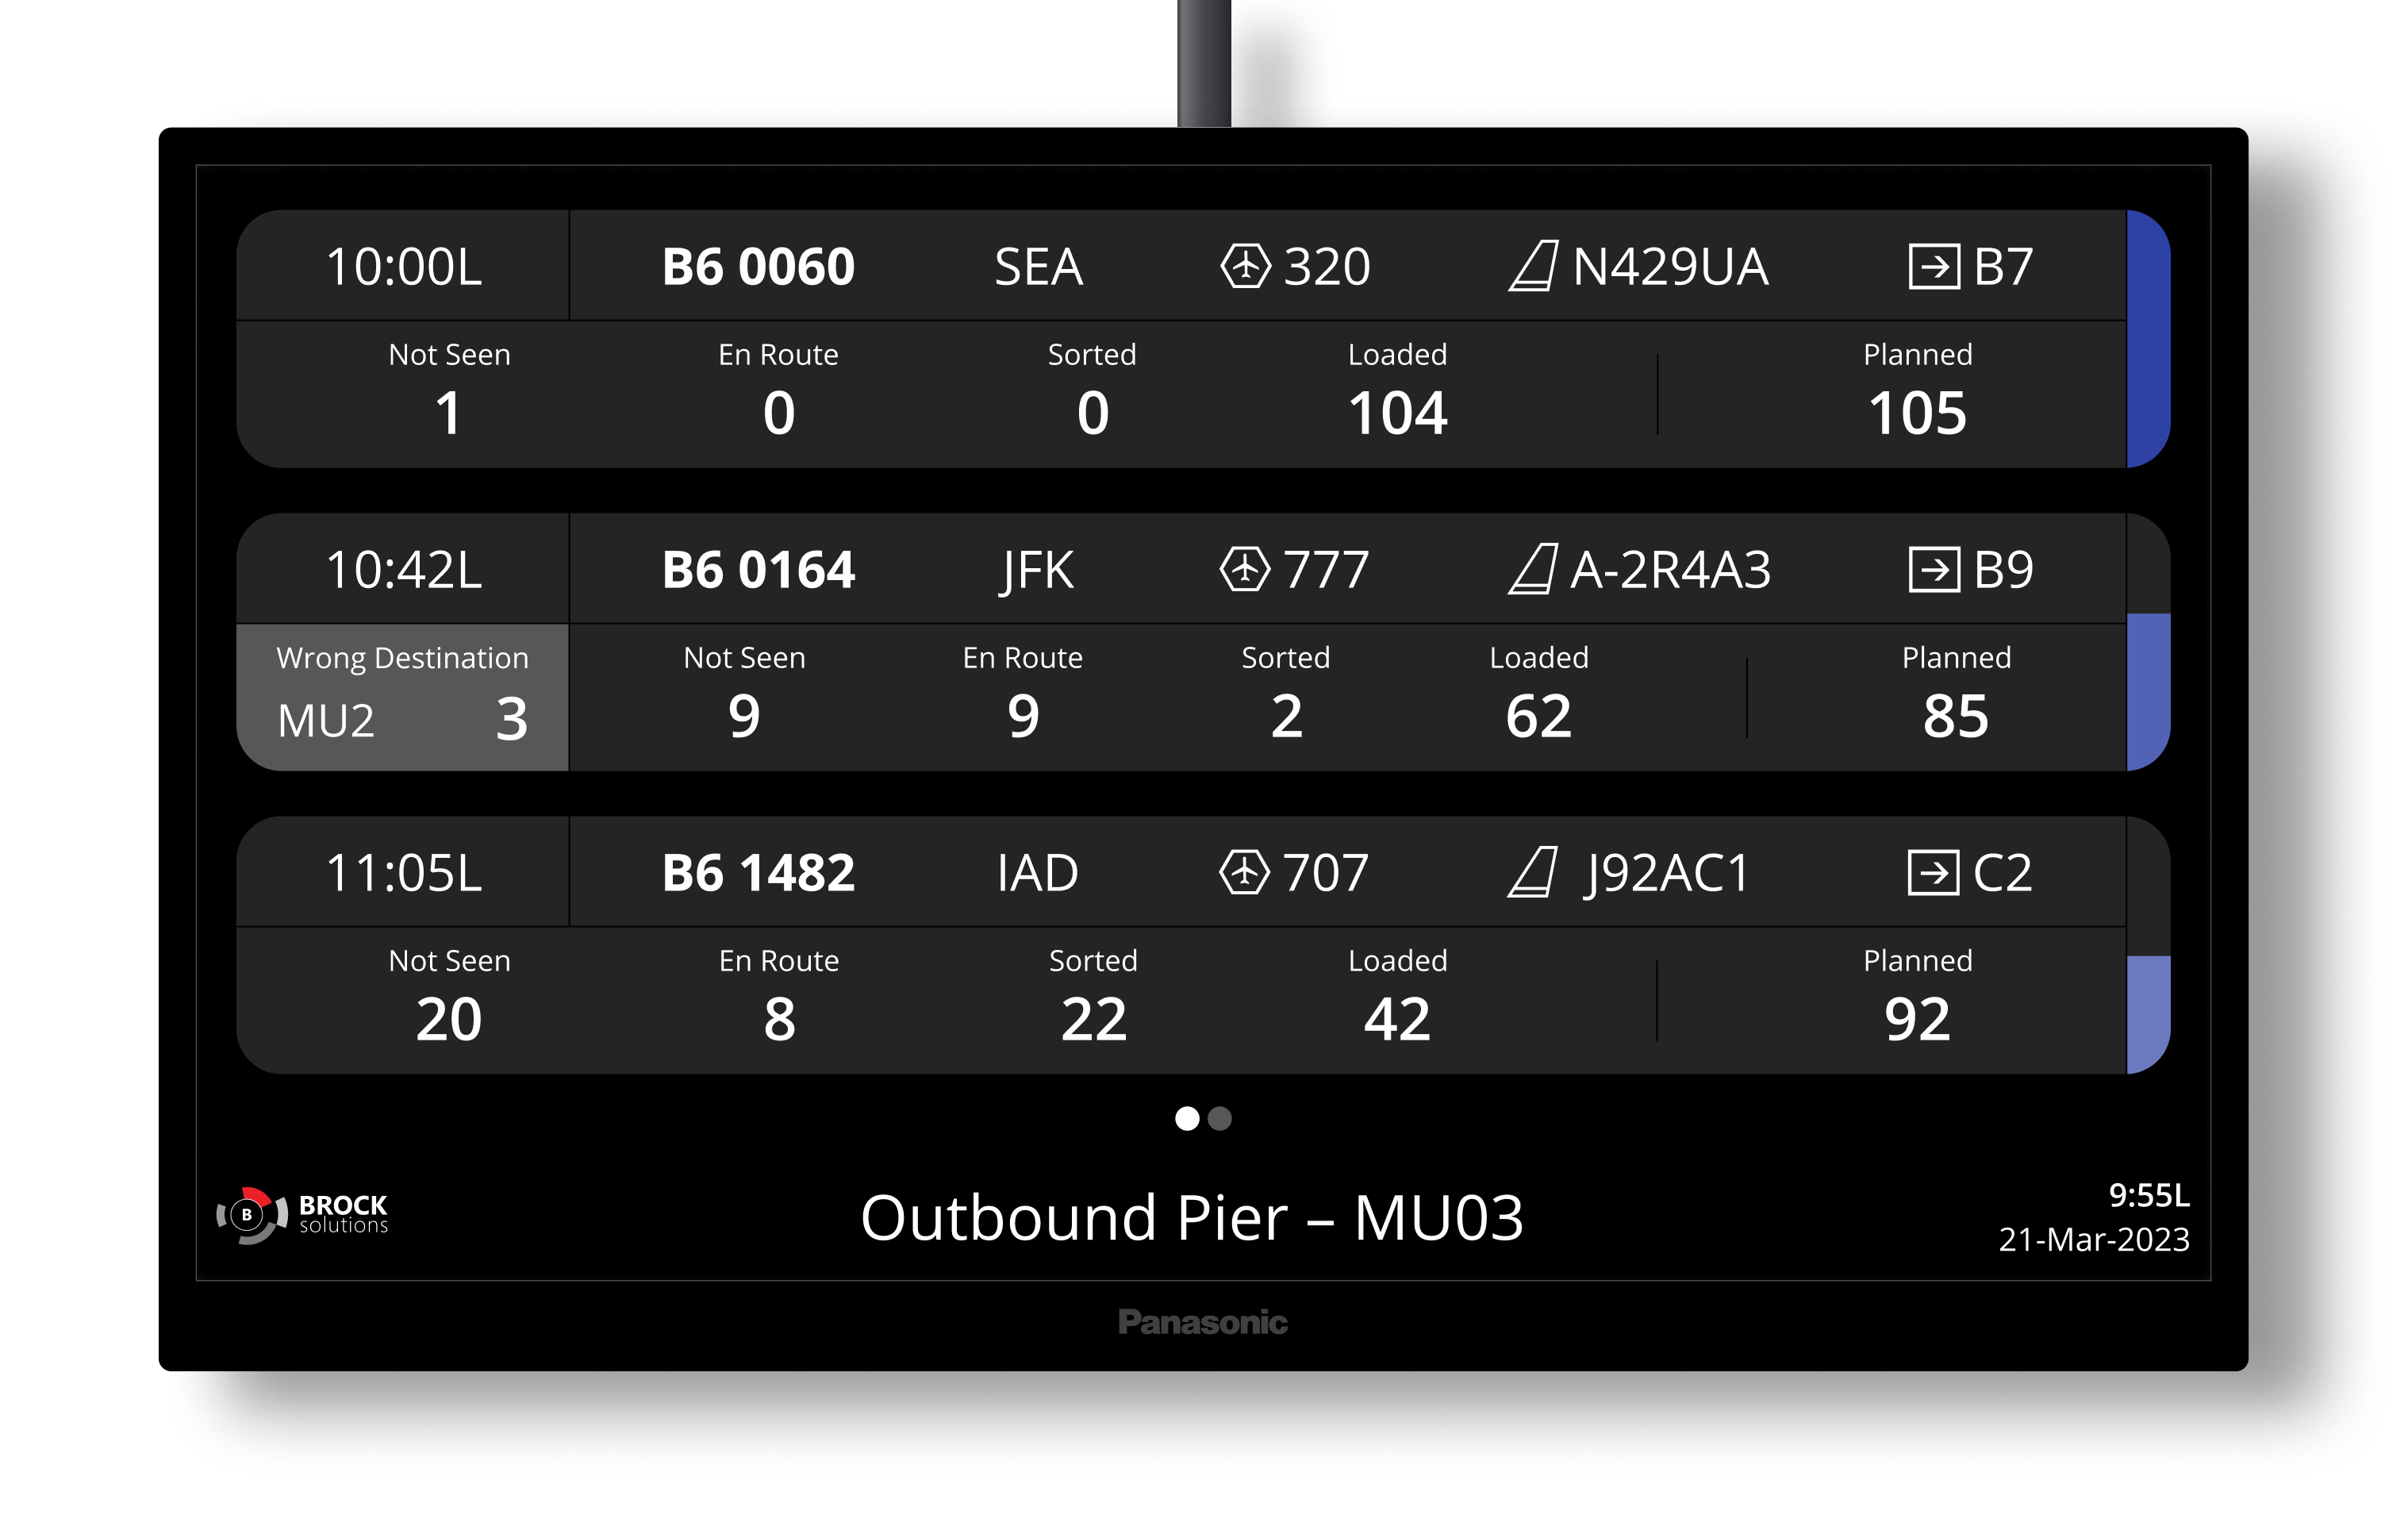 10:00L B6 0060 SEA 320 N429UA B7
Not Seen En Route Sorted Loaded Planned
1 0 0 104 105
10:42L B6 0164 JFK 777 A-2R4A3 B9
Wrong Destination Not Seen En Route Sorted Loaded Planned
MU2 3 9 9 2 62 85
11:05L B6 1482 IAD 707 J92AC1 C2
Not Seen En Route Sorted Loaded Planned
20 8 22 42 92
B BROCK
solutions
Outbound Pier – MU03
9:55L
21-Mar-2023
Panasonic